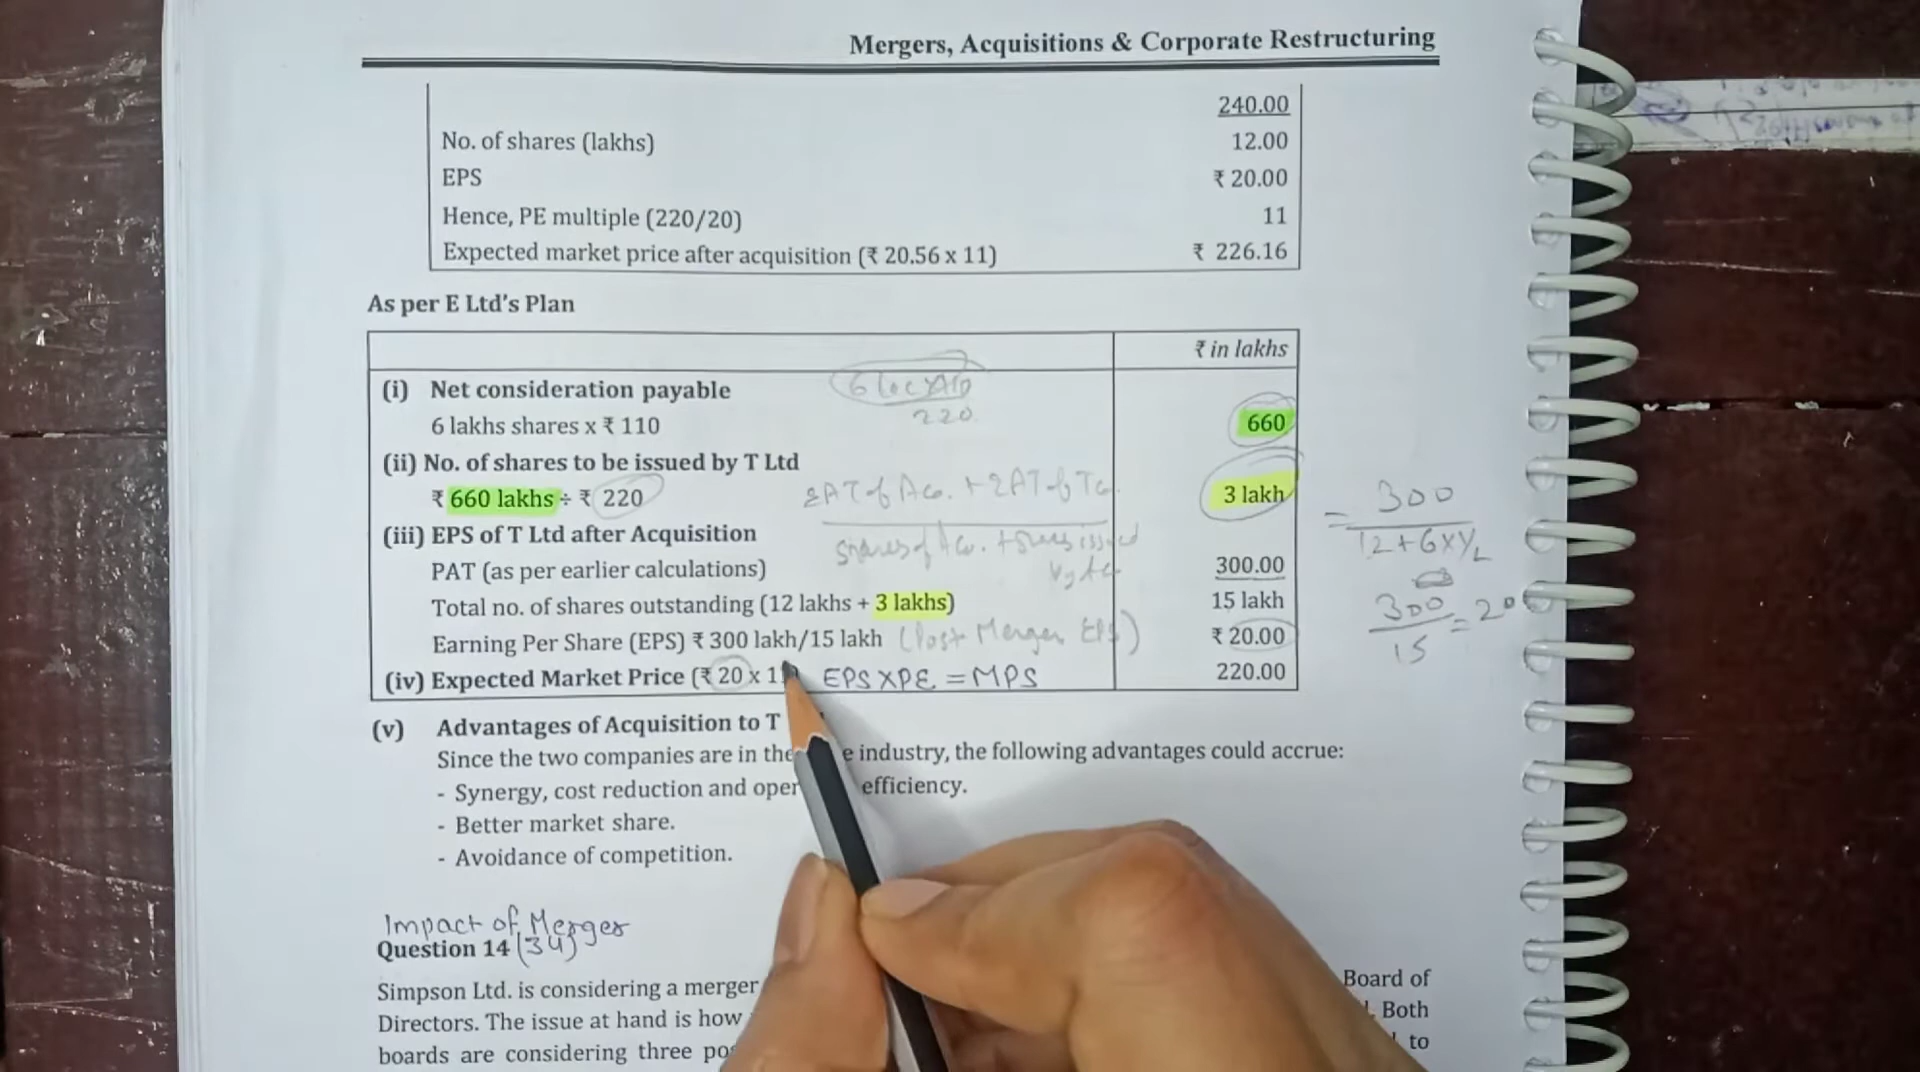 Mergers, Acquisitions & Corporate Restructuring
240.00
No. of shares (lakhs) 12.00
EPS ₹ 20.00
Hence, PE multiple (220/20) 11
Expected market price after acquisition (₹ 20.56 x 11) ₹ 226.16
As per E Ltd's Plan
₹ in lakhs
(i) Net consideration payable
220
6 lakhs shares x ₹ 110 660
(ii) No. of shares to be issued by T Ltd
₹ 660 lakhs ÷ ₹ 220 3 lakh
= 300
(iii) EPS of T Ltd after Acquisition
PAT (as per earlier calculations) 300.00
Total no. of shares outstanding (12 lakhs + 3 lakhs) 15 lakh
300
15 = 20
Earning Per Share (EPS) ₹ 300 lakh/15 lakh (Post Merger EPS) ₹ 20.00
(iv) Expected Market Price (₹ 20 x 1 EPS X PE = MPS 220.00
(v) Advantages of Acquisition to T
Since the two companies are in the e industry, the following advantages could accrue:
- Synergy, cost reduction and oper efficiency.
- Better market share.
- Avoidance of competition.
Impact of Merger
Question 14 (34)
Simpson Ltd. is considering a merger Board of
Directors. The issue at hand is how Both
boards are considering three po to